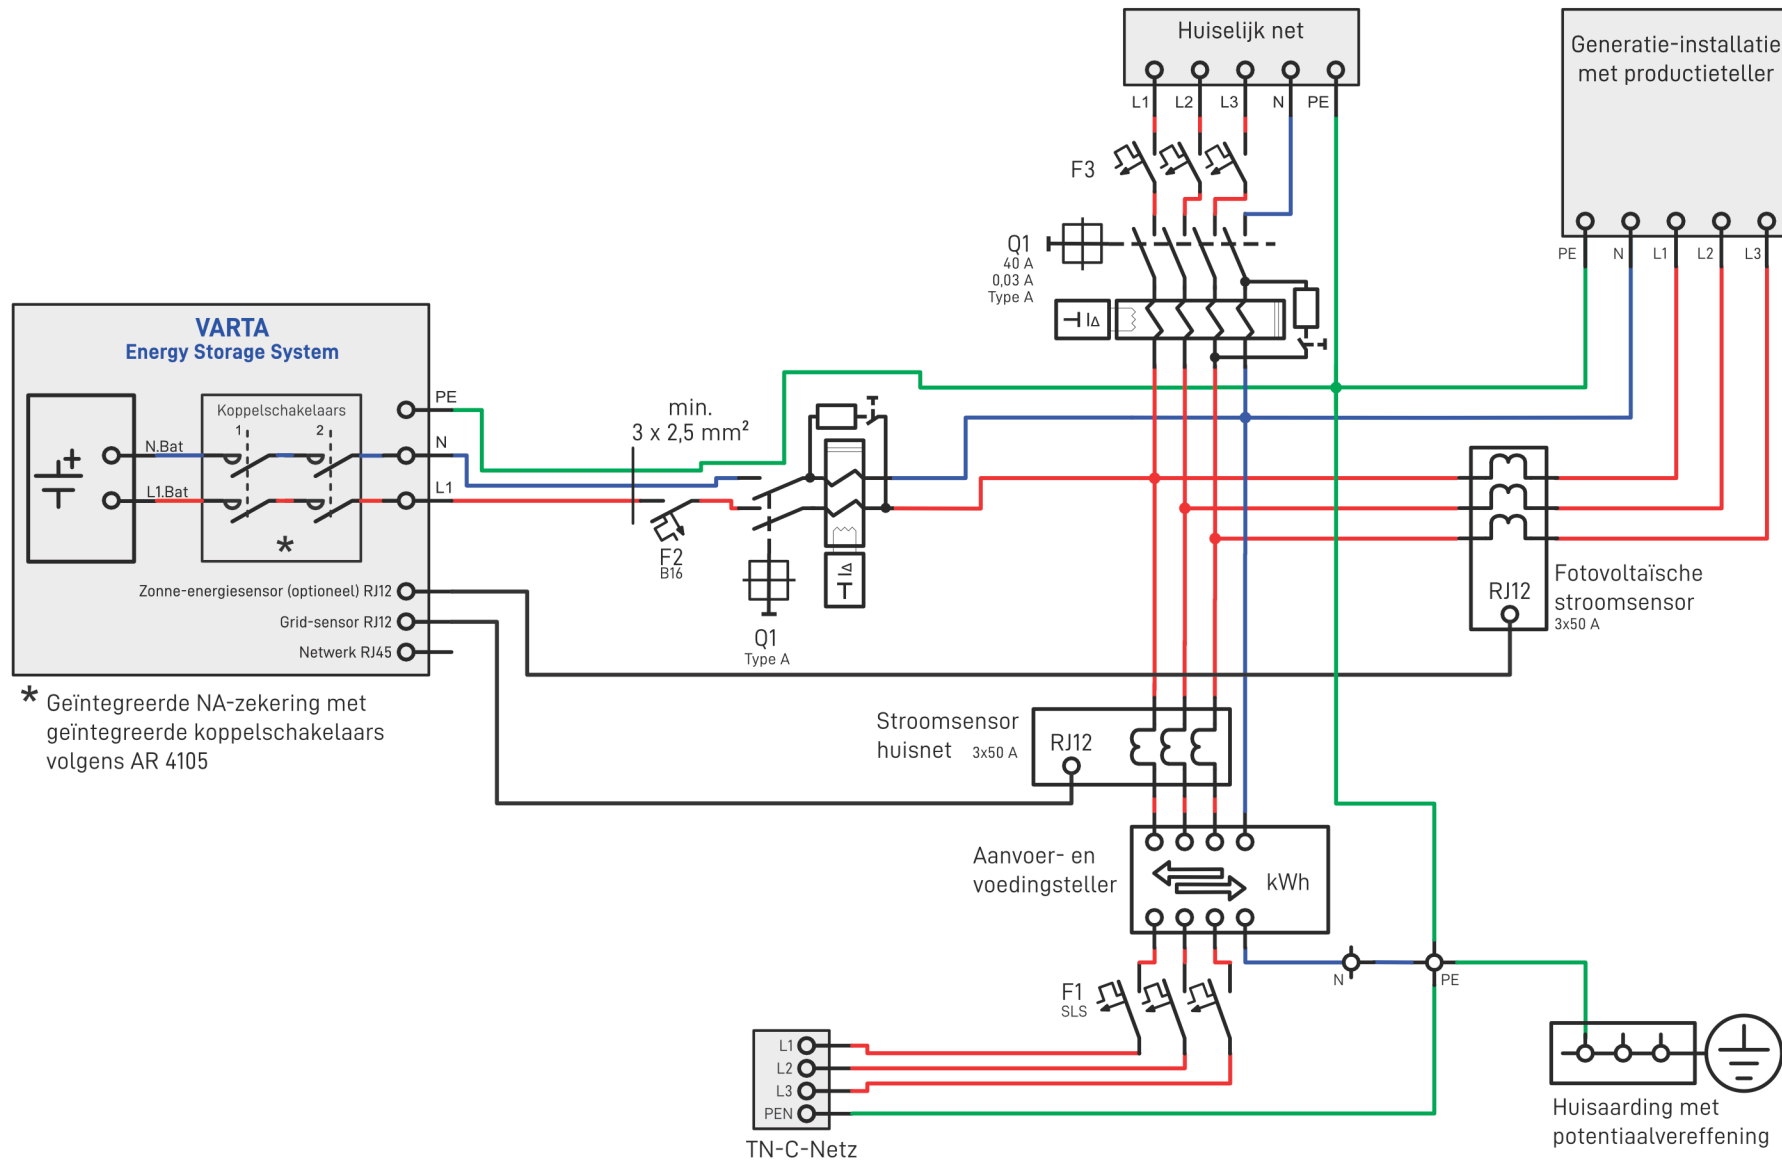 Huiselijk net
L1
L2
L3
N
PE
Generatie-installatie
met productieteller
PE
N
L1
L2
L3
F3
Q1
40 A
0,03 A
Type A
I∆
VARTA
Energy Storage System
Koppelschakelaars
1
2
N.Bat
L1.Bat
+
*
PE
N
L1
Zonne-energiesensor (optioneel) RJ12
Grid-sensor RJ12
Netwerk RJ45
* Geïntegreerde NA-zekering met
geïntegreerde koppelschakelaars
volgens AR 4105
min.
3 x 2,5 mm²
F2
B16
I∆
Q1
Type A
RJ12
Fotovoltaïsche
stroomsensor
3x50 A
Stroomsensor
huisnet 3x50 A
RJ12
Aanvoer- en
voedingsteller
kWh
N
PE
F1
SLS
L1
L2
L3
PEN
TN-C-Netz
Huisaarding met
potentiaalvereffening